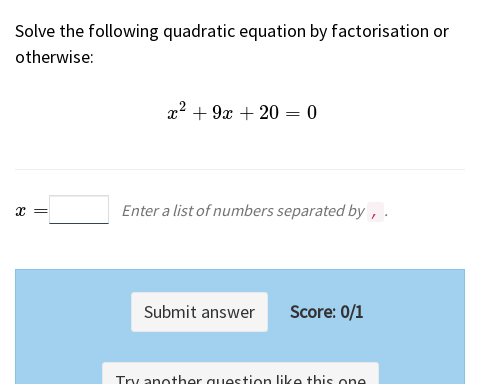 Solve the following quadratic equation by factorisation or
otherwise:
x² + 9x + 20 = 0
x = Enter a list of numbers separated by , .
Submit answer Score: 0/1
Try another question like this one